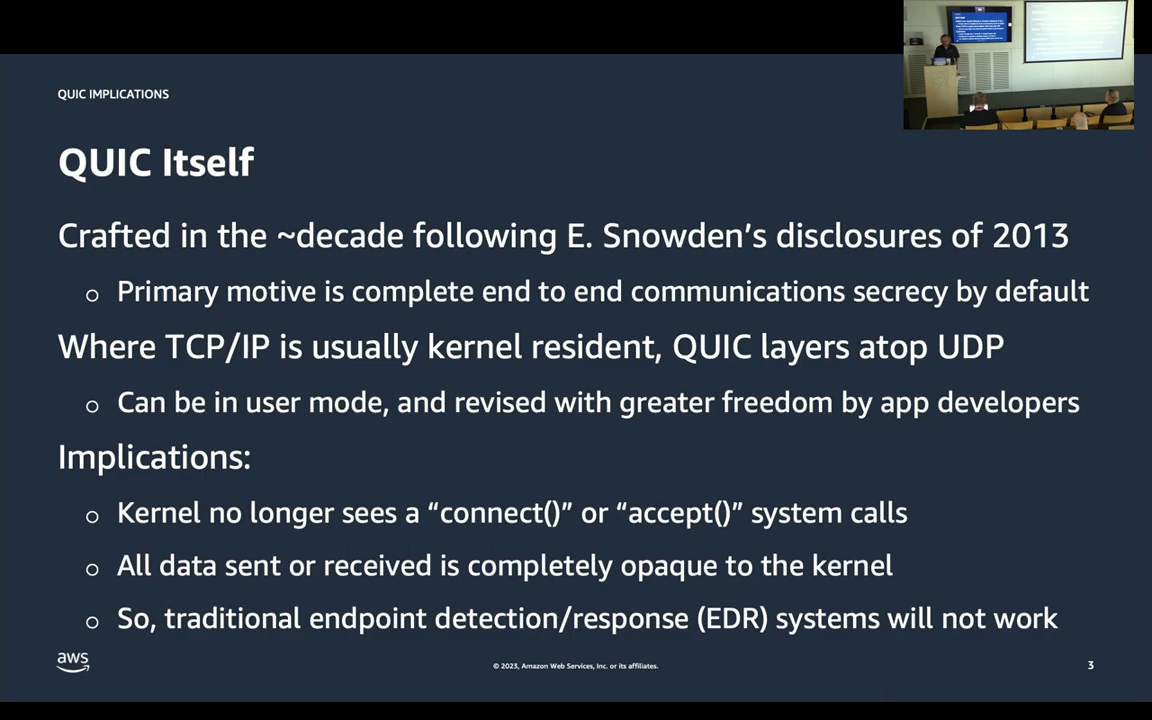 QUIC IMPLICATIONS
QUIC Itself
Crafted in the ~decade following E. Snowden’s disclosures of 2013
Primary motive is complete end to end communications secrecy by default
Where TCP/IP is usually kernel resident, QUIC layers atop UDP
Can be in user mode, and revised with greater freedom by app developers
Implications:
Kernel no longer sees a “connect()” or “accept()” system calls
All data sent or received is completely opaque to the kernel
So, traditional endpoint detection/response (EDR) systems will not work
aws
© 2023, Amazon Web Services, Inc. or its affiliates.
3